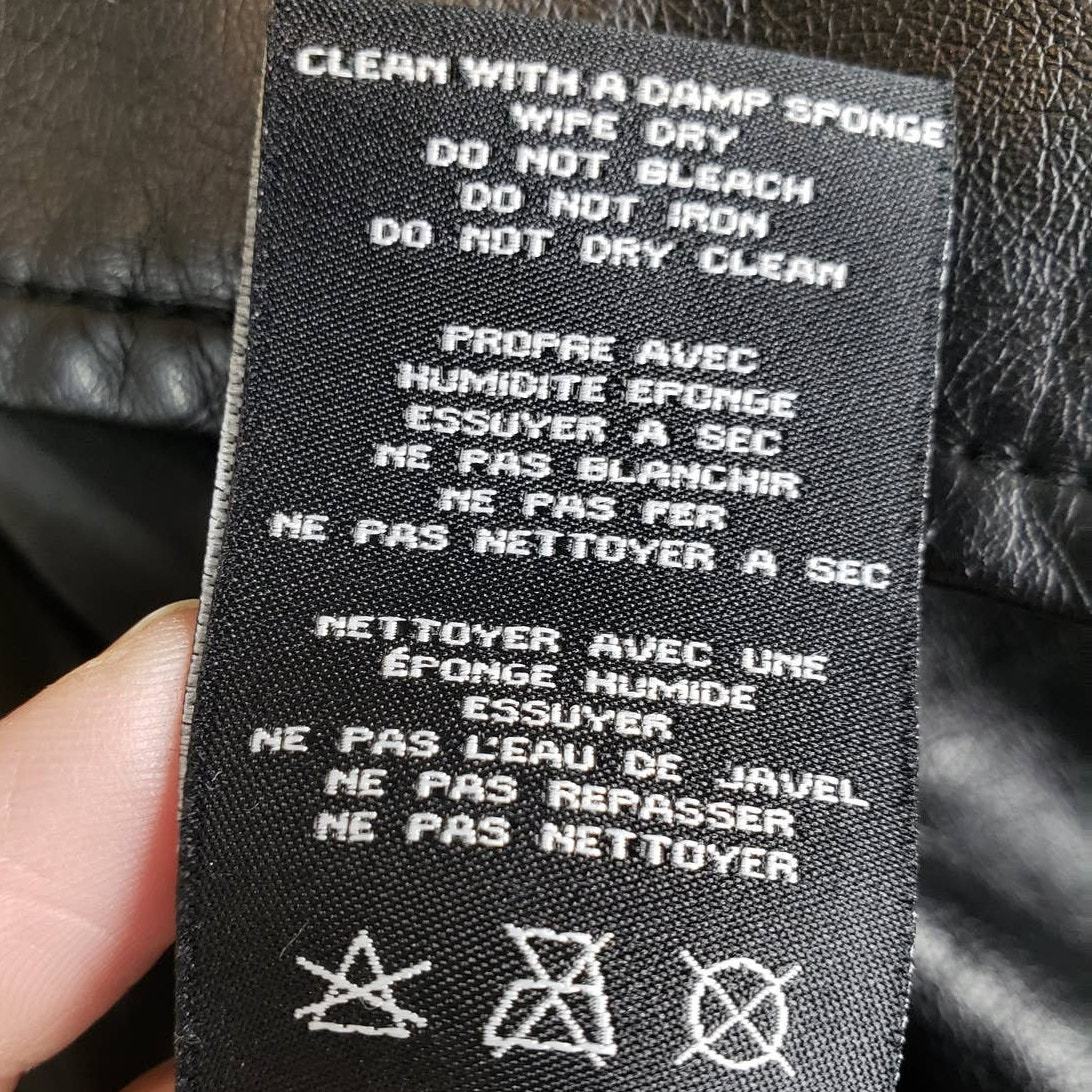 CLEAN WITH A DAMP SPONGE
WIPE DRY
DO NOT BLEACH
DO NOT IRON
DO NOT DRY CLEAN
PROPRE AVEC
HUMIDITE EPONGE
ESSUYER A SEC
NE PAS BLANCHIR
NE PAS FER
NE PAS NETTOYER A SEC
NETTOYER AVEC UNE
ÉPONGE HUMIDE
ESSUYER
NE PAS L'EAU DE JAVEL
NE PAS REPASSER
NE PAS NETTOYER